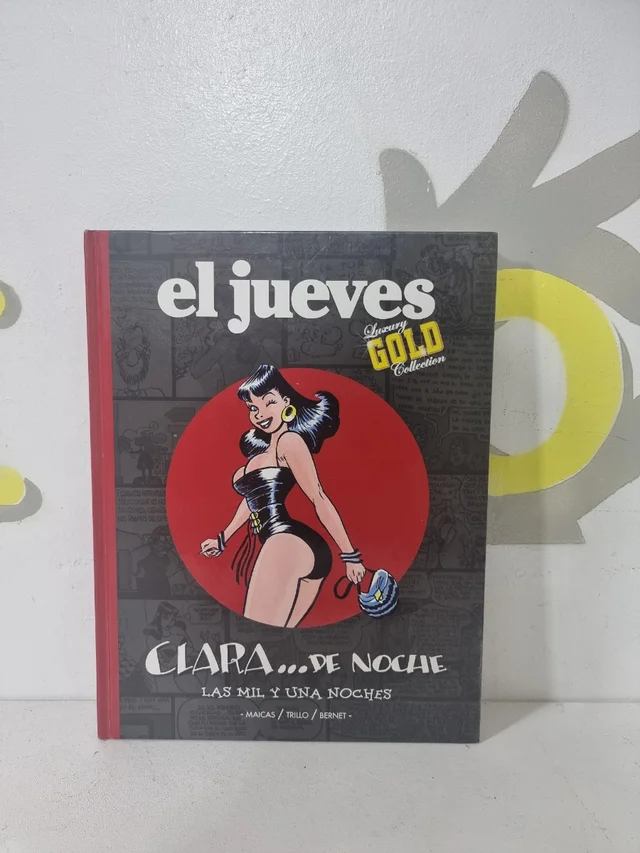 el jueves
Luxury
GOLD
Collection
CLARA...DE NOCHE
LAS MIL Y UNA NOCHES
- MAICAS / TRILLO / BERNET -